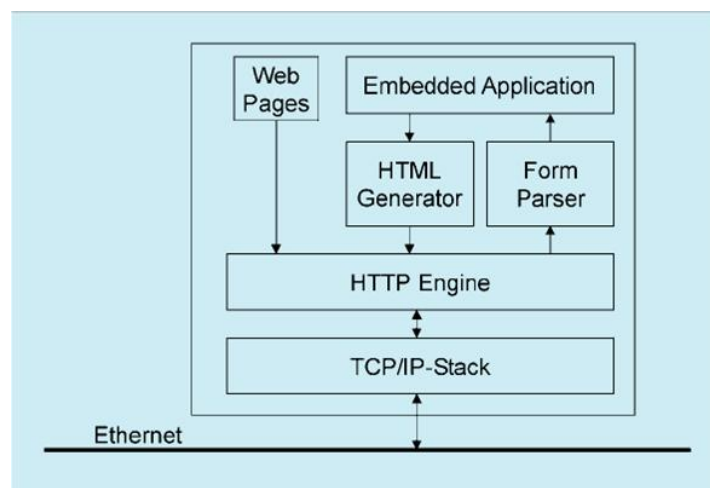 Web
Pages
Embedded Application
HTML
Generator
Form
Parser
HTTP Engine
TCP/IP-Stack
Ethernet